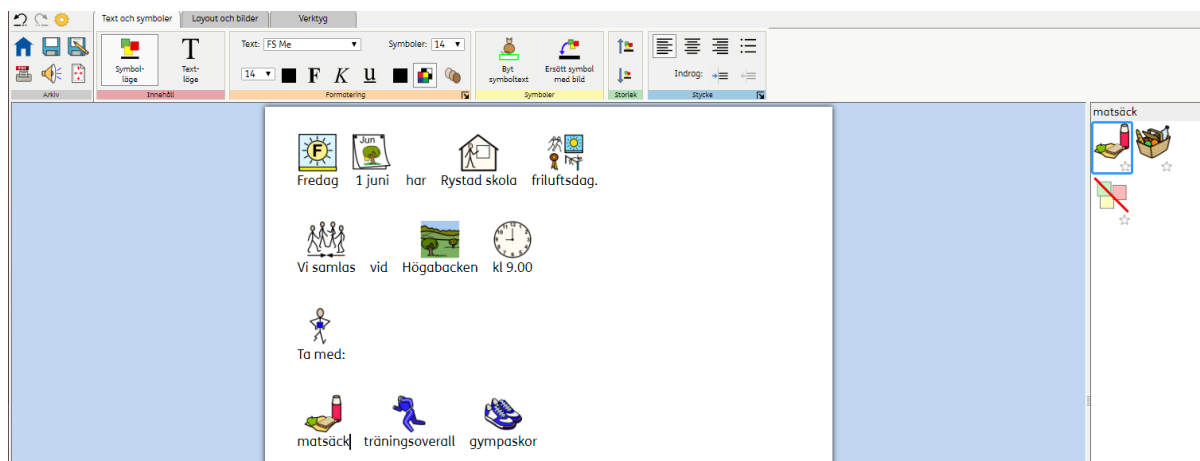 Text och symboler Layout och bilder Verktyg
Text: FS Me Symboler: 14
Symbol-
läge
Text-
läge
T
14 F K u
Byt
symboltext
Ersätt symbol
med bild
Indrag:
Arkiv Innehåll Formatering Symboler Storlek Stycke
matsäck
F Jun
Fredag 1 juni har Rystad skola friluftsdag.
Vi samlas vid Högabacken kl 9.00
Ta med:
matsäck träningsoverall gympaskor